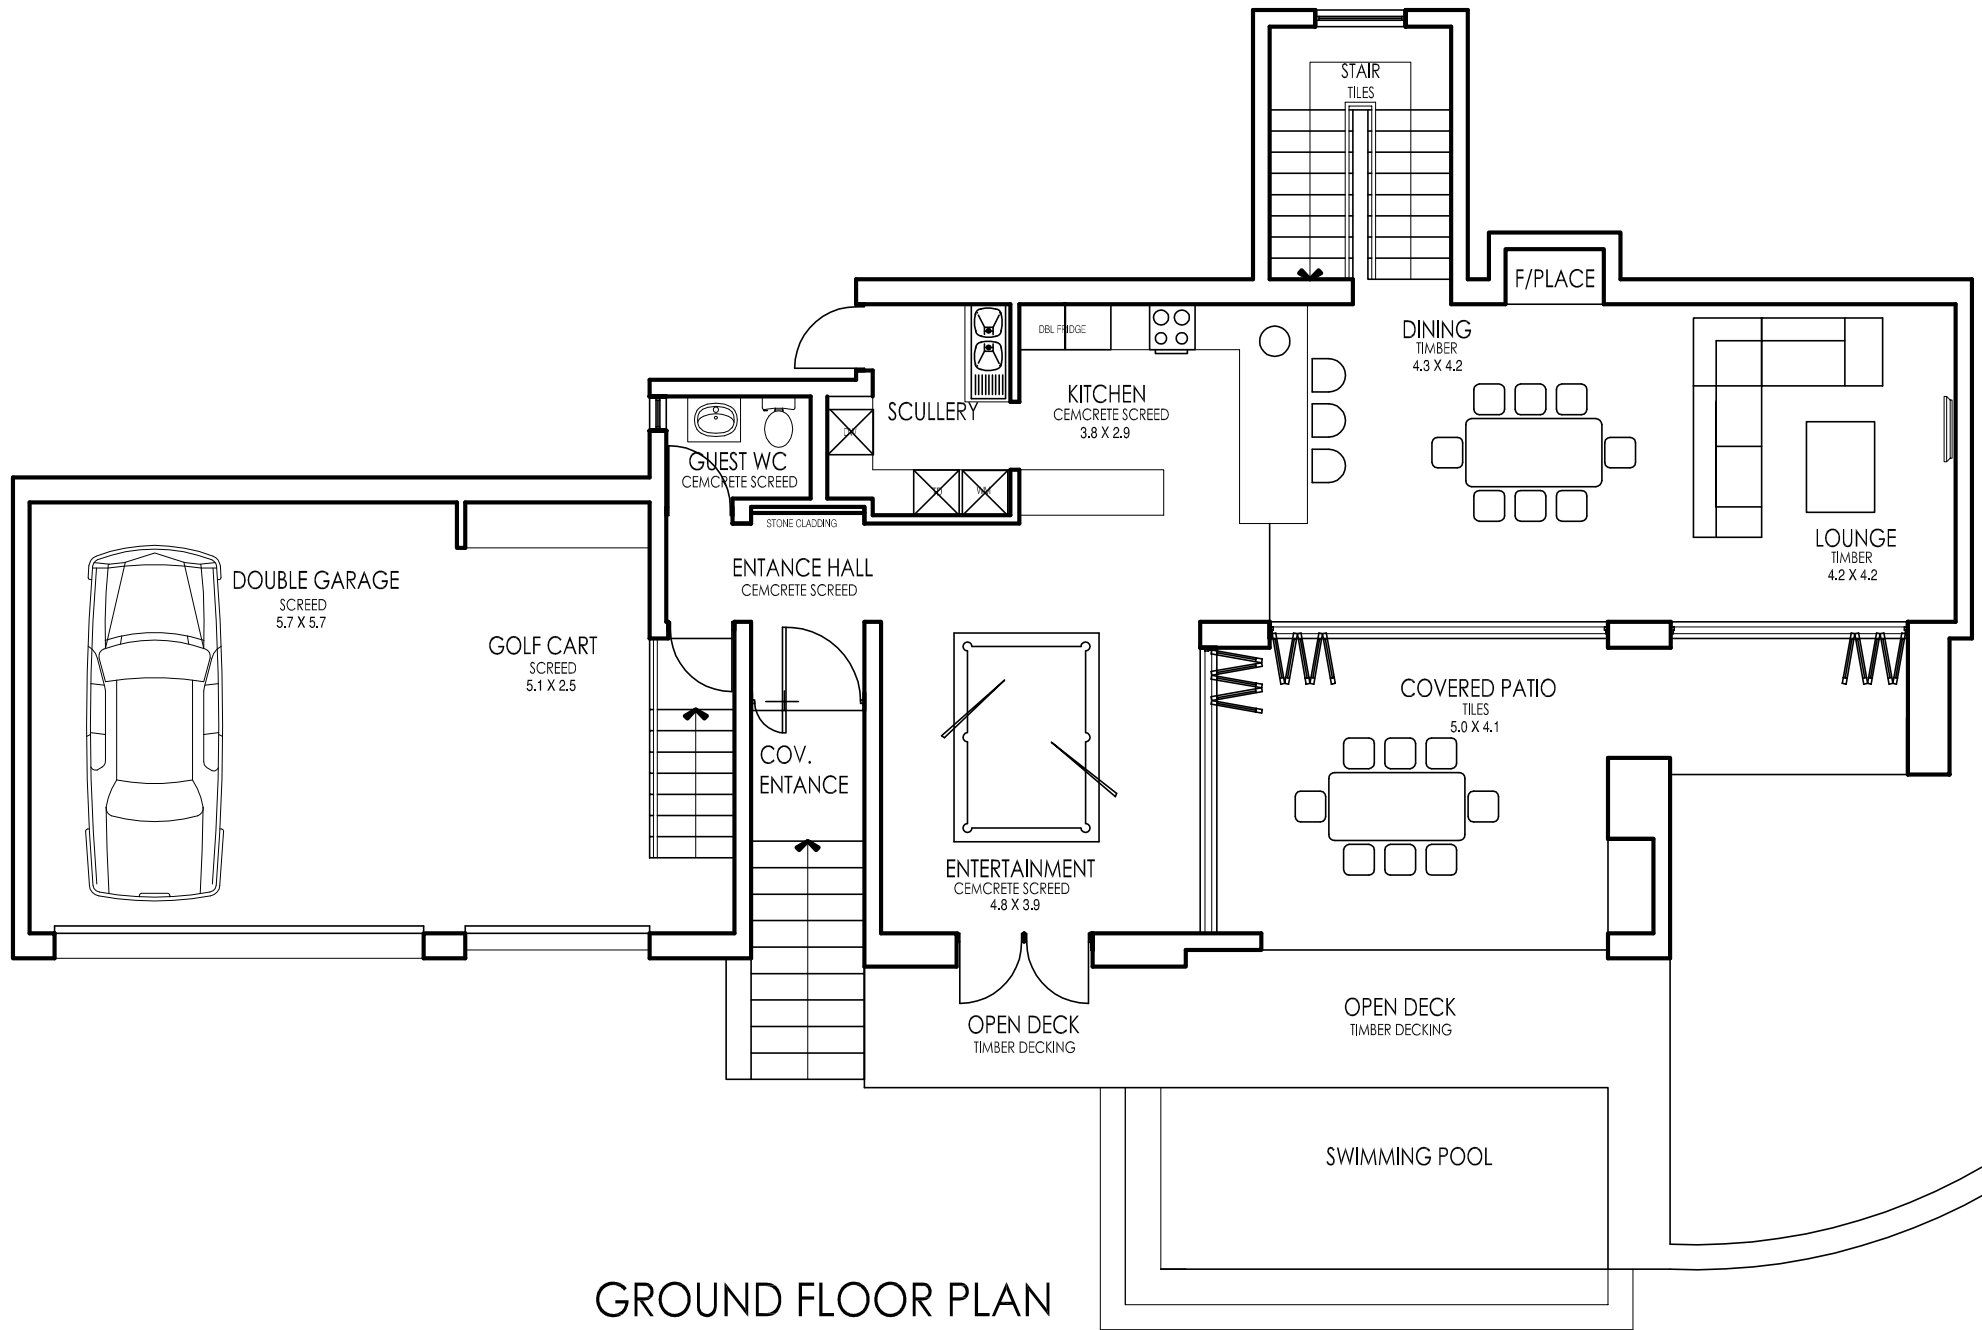 STAIR
TILES
F/PLACE
DBL FRIDGE
DINING
TIMBER
4.3 X 4.2
KITCHEN
CEMCRETE SCREED
3.8 X 2.9
SCULLERY
DW
GUEST WC
CEMCRETE SCREED
TD
WM
STONE CLADDING
LOUNGE
TIMBER
4.2 X 4.2
ENTANCE HALL
CEMCRETE SCREED
DOUBLE GARAGE
SCREED
5.7 X 5.7
GOLF CART
SCREED
5.1 X 2.5
COVERED PATIO
TILES
5.0 X 4.1
COV.
ENTANCE
ENTERTAINMENT
CEMCRETE SCREED
4.8 X 3.9
OPEN DECK
TIMBER DECKING
OPEN DECK
TIMBER DECKING
SWIMMING POOL
GROUND FLOOR PLAN